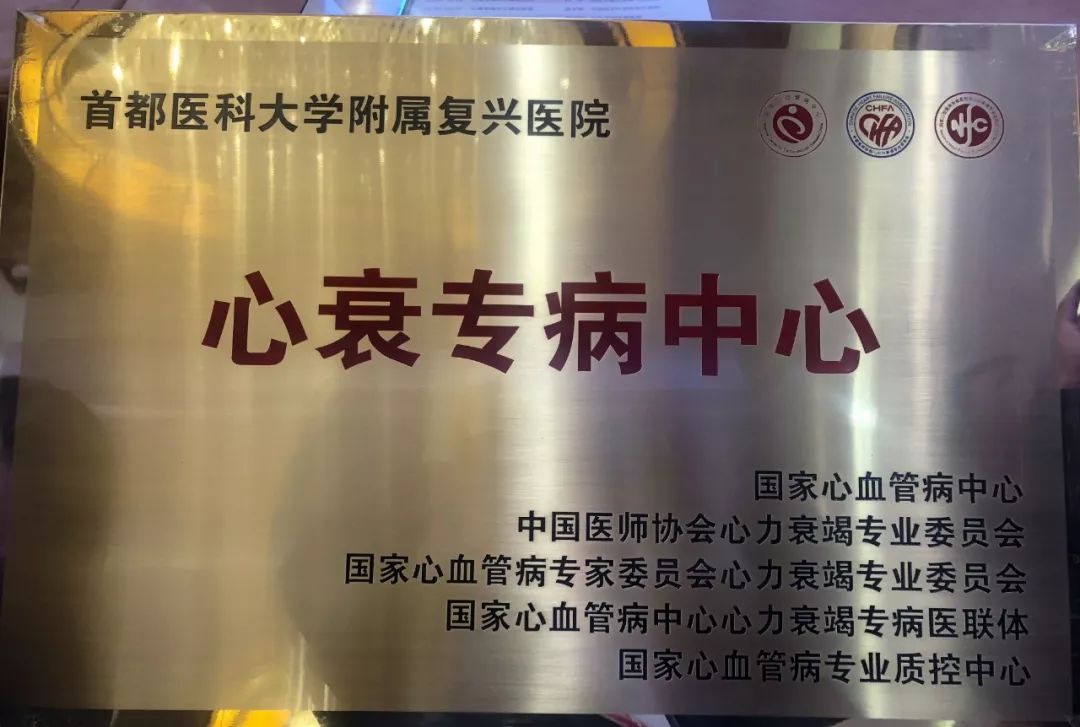 首都医科大学附属复兴医院
CHFA
心衰专病中心
国家心血管病中心
中国医师协会心力衰竭专业委员会
国家心血管病专家委员会心力衰竭专业委员会
国家心血管病中心心力衰竭专病医联体
国家心血管病专业质控中心